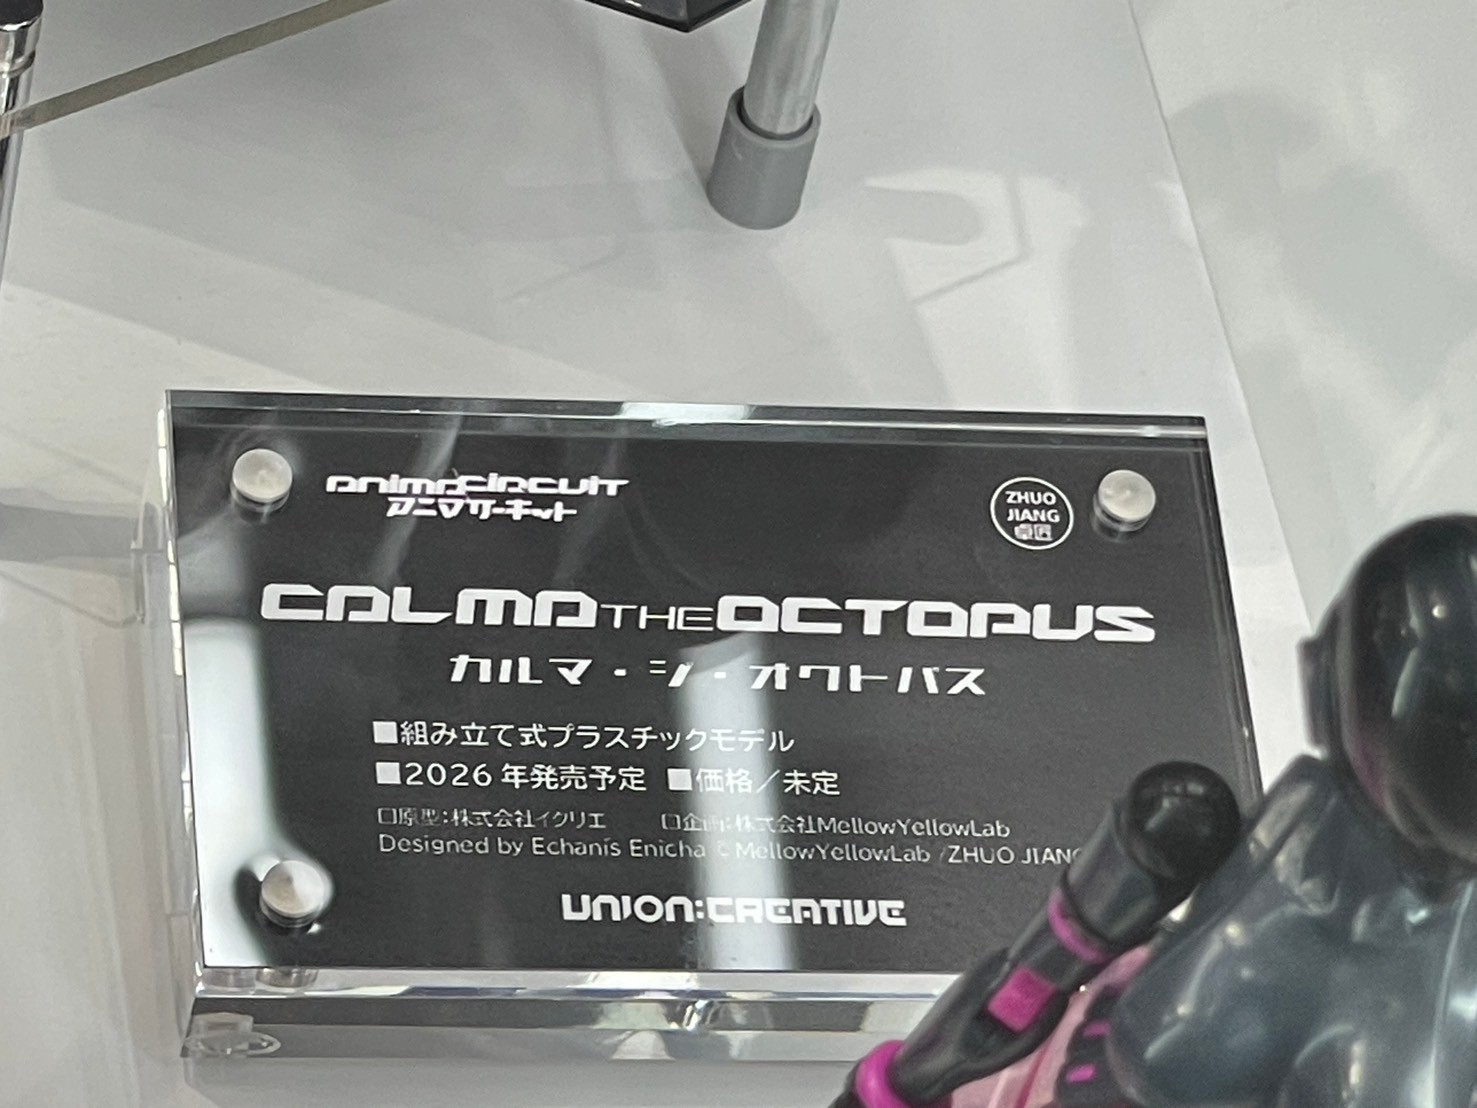 animacircuit
アニマサーキット
ZHUO
JIANG
CALMA THE OCTOPUS
カルマ・ジ・オクトパス
■組み立て式プラスチックモデル
■2026年発売予定 ■価格/未定
□原型:株式会社イクリエ □企画:株式会社MellowYellowLab
Designed by Echanis Enicha © MellowYellowLab /ZHUO JIANG
UNION:CREATIVE